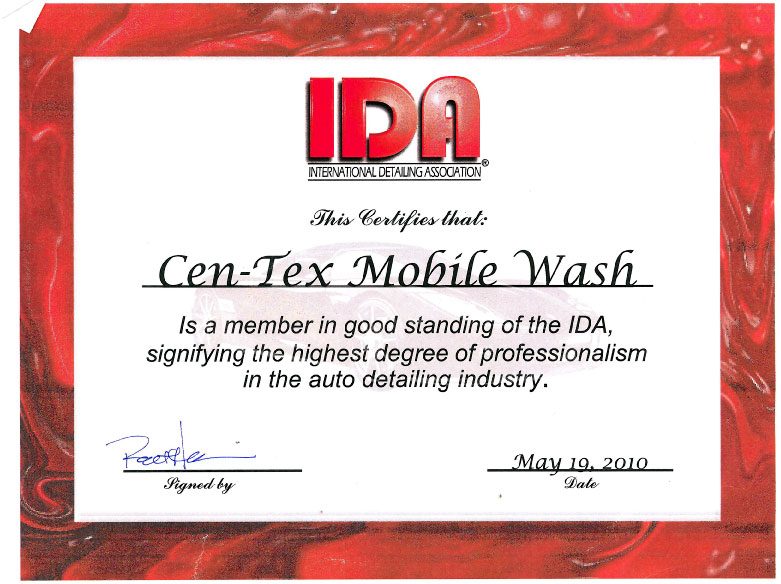 IDA
INTERNATIONAL DETAILING ASSOCIATION®
This Certifies that:
Cen-Tex Mobile Wash
Is a member in good standing of the IDA,
signifying the highest degree of professionalism
in the auto detailing industry.
May 19, 2010
Signed by
Date